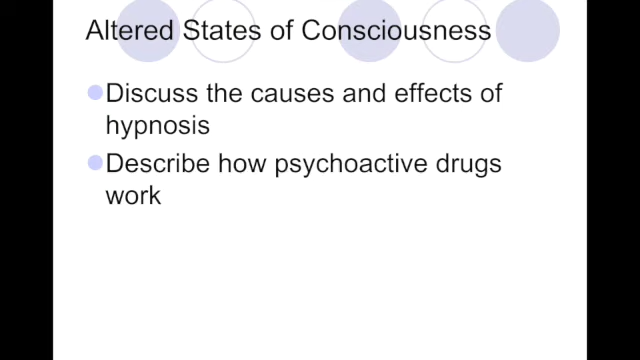 Altered States of Consciousness
Discuss the causes and effects of
hypnosis
Describe how psychoactive drugs
work